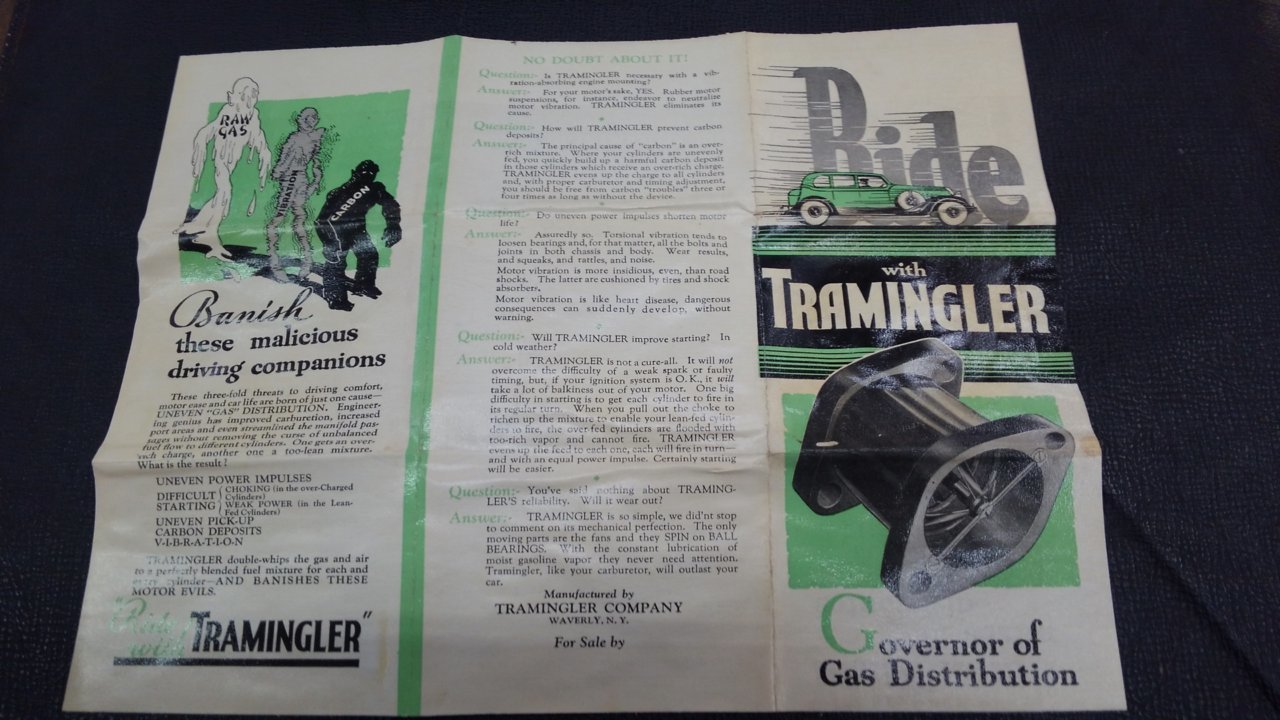 RAW
GAS
VIBRATION
CARBON
Banish
these malicious
driving companions
These three-fold threats to driving comfort,
motor ease and car life are born of just one cause—
UNEVEN "GAS" DISTRIBUTION. Engineer-
ing genius has improved carburetion, increased
port areas and even streamlined the manifold pas-
sages without removing the curse of unbalanced
fuel flow to different cylinders. One gets an over-
rich charge, another one a too-lean mixture.
What is the result?
UNEVEN POWER IMPULSES
DIFFICULT STARTING { CHOKING (in the over-Charged
Cylinders)
WEAK POWER (in the Lean-
Fed Cylinders)
UNEVEN PICK-UP
CARBON DEPOSITS
V-I-B-R-A-T-I-O-N
TRAMINGLER double-whips the gas and air
to a perfectly blended fuel mixture for each and
every cylinder—AND BANISHES THESE
MOTOR EVILS.
"Ride
with TRAMINGLER"
NO DOUBT ABOUT IT!
Question:- Is TRAMINGLER necessary with a vib-
ration-absorbing engine mounting?
Answer:- For your motor's sake, YES. Rubber motor
suspensions, for instance, endeavor to neutralize
motor vibration. TRAMINGLER eliminates its
cause.
Question:- How will TRAMINGLER prevent carbon
deposits?
Answer:- The principal cause of "carbon" is an over-
rich mixture. Where your cylinders are unevenly
fed, you quickly build up a harmful carbon deposit
in those cylinders which receive an over-rich charge.
TRAMINGLER evens up the charge to all cylinders
and, with proper carburetor and timing adjustment,
you should be free from carbon "troubles" three or
four times as long as without the device.
Question:- Do uneven power impulses shorten motor
life?
Answer:- Assuredly so. Torsional vibration tends to
loosen bearings and, for that matter, all the bolts and
joints in both chassis and body. Wear results,
and squeaks, and rattles, and noise.
Motor vibration is more insidious, even, than road
shocks. The latter are cushioned by tires and shock
absorbers.
Motor vibration is like heart disease, dangerous
consequences can suddenly develop, without
warning.
Question:- Will TRAMINGLER improve starting? In
cold weather?
Answer:- TRAMINGLER is not a cure-all. It will not
overcome the difficulty of a weak spark or faulty
timing, but, if your ignition system is O.K., it will
take a lot of balkiness out of your motor. One big
difficulty in starting is to get each cylinder to fire in
its regular turn. When you pull out the choke to
richen up the mixture to enable your lean-fed cylin-
ders to fire, the over fed cylinders are flooded with
too-rich vapor and cannot fire. TRAMINGLER
evens up the feed to each one, each will fire in turn—
and with an equal power impulse. Certainly starting
will be easier.
Question:- You've said nothing about TRAMING-
LER'S reliability. Will it wear out?
Answer:- TRAMINGLER is so simple, we did'nt stop
to comment on its mechanical perfection. The only
moving parts are the fans and they SPIN on BALL
BEARINGS. With the constant lubrication of
moist gasoline vapor they never need attention.
Tramingler, like your carburetor, will outlast your
car.
Manufactured by
TRAMINGLER COMPANY
WAVERLY, N. Y.
For Sale by
Ride
with
TRAMINGLER
Governor of
Gas Distribution